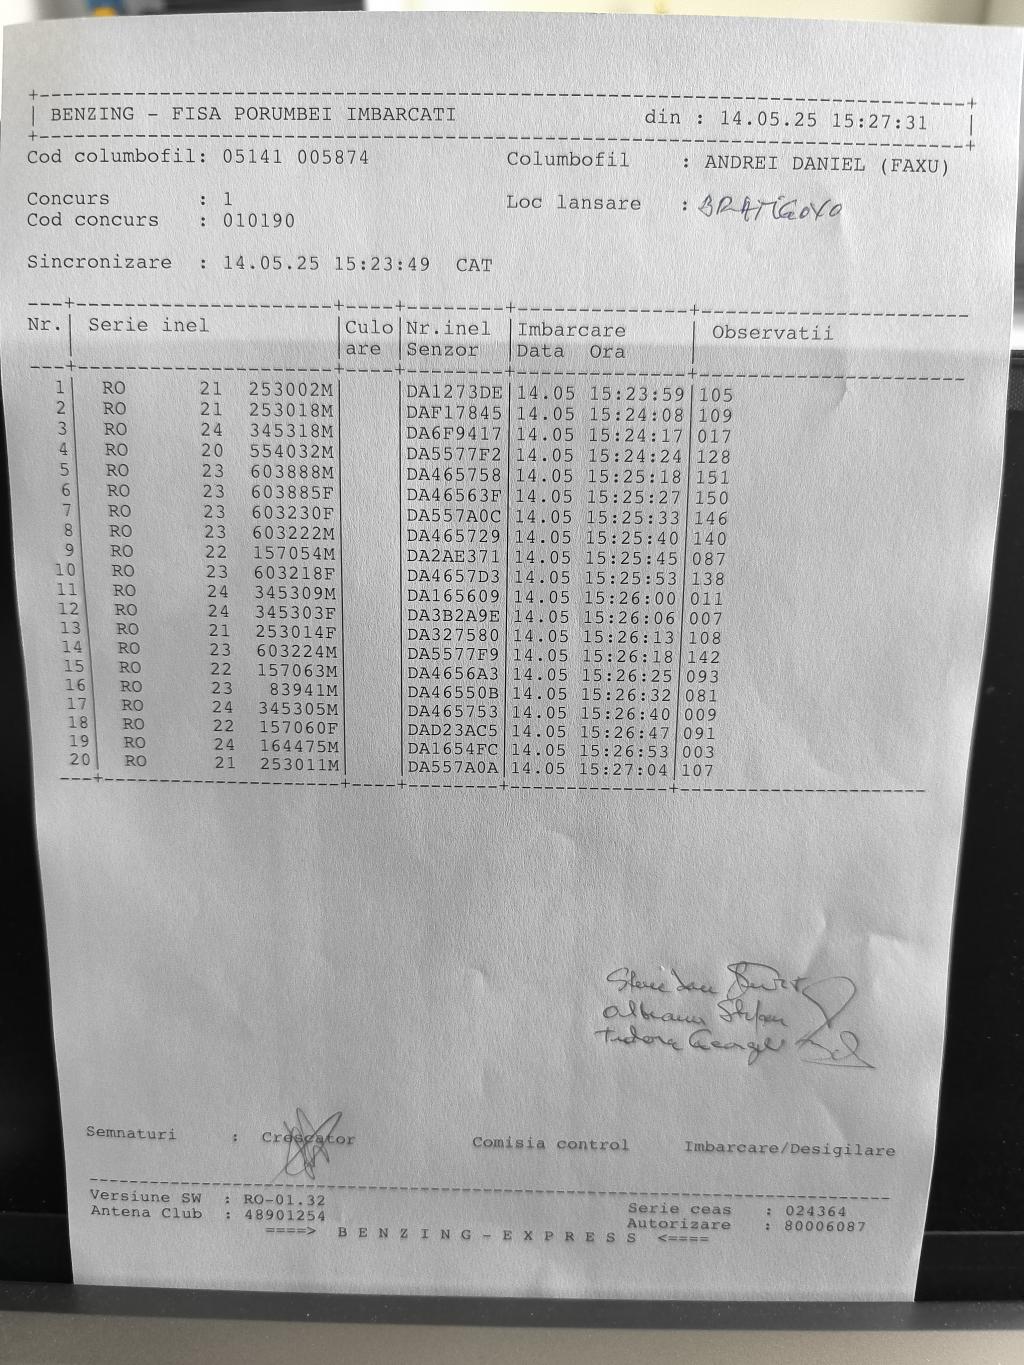 BENZING - FISA PORUMBEI IMBARCATI din : 14.05.25 15:27:31
Cod columbofil: 05141 005874 Columbofil : ANDREI DANIEL (FAXU)
Concurs : 1 Loc lansare : BRATIGOVO
Cod concurs : 010190
Sincronizare : 14.05.25 15:23:49 CAT
Nr. Serie inel Culo Nr.inel Imbarcare Observatii
are Senzor Data Ora
1 RO 21 253002M DA1273DE 14.05 15:23:59 105
2 RO 21 253018M DAF17845 14.05 15:24:08 109
3 RO 24 345318M DA6F9417 14.05 15:24:17 017
4 RO 20 554032M DA5577F2 14.05 15:24:24 128
5 RO 23 603888M DA465758 14.05 15:25:18 151
6 RO 23 603885F DA46563F 14.05 15:25:27 150
7 RO 23 603230F DA557A0C 14.05 15:25:33 146
8 RO 23 603222M DA465729 14.05 15:25:40 140
9 RO 22 157054M DA2AE371 14.05 15:25:45 087
10 RO 23 603218F DA4657D3 14.05 15:25:53 138
11 RO 24 345309M DA165609 14.05 15:26:00 011
12 RO 24 345303F DA3B2A9E 14.05 15:26:06 007
13 RO 21 253014F DA327580 14.05 15:26:13 108
14 RO 23 603224M DA5577F9 14.05 15:26:18 142
15 RO 22 157063M DA4656A3 14.05 15:26:25 093
16 RO 23 83941M DA46550B 14.05 15:26:32 081
17 RO 24 345305M DA465753 14.05 15:26:40 009
18 RO 22 157060F DAD23AC5 14.05 15:26:47 091
19 RO 24 164475M DA1654FC 14.05 15:26:53 003
20 RO 21 253011M DA557A0A 14.05 15:27:04 107
Semnaturi : Crescator Comisia control Imbarcare/Desigilare
Versiune SW : RO-01.32 Serie ceas : 024364
Antena Club : 48901254 Autorizare : 80006087
====> B E N Z I N G - E X P R E S S <====